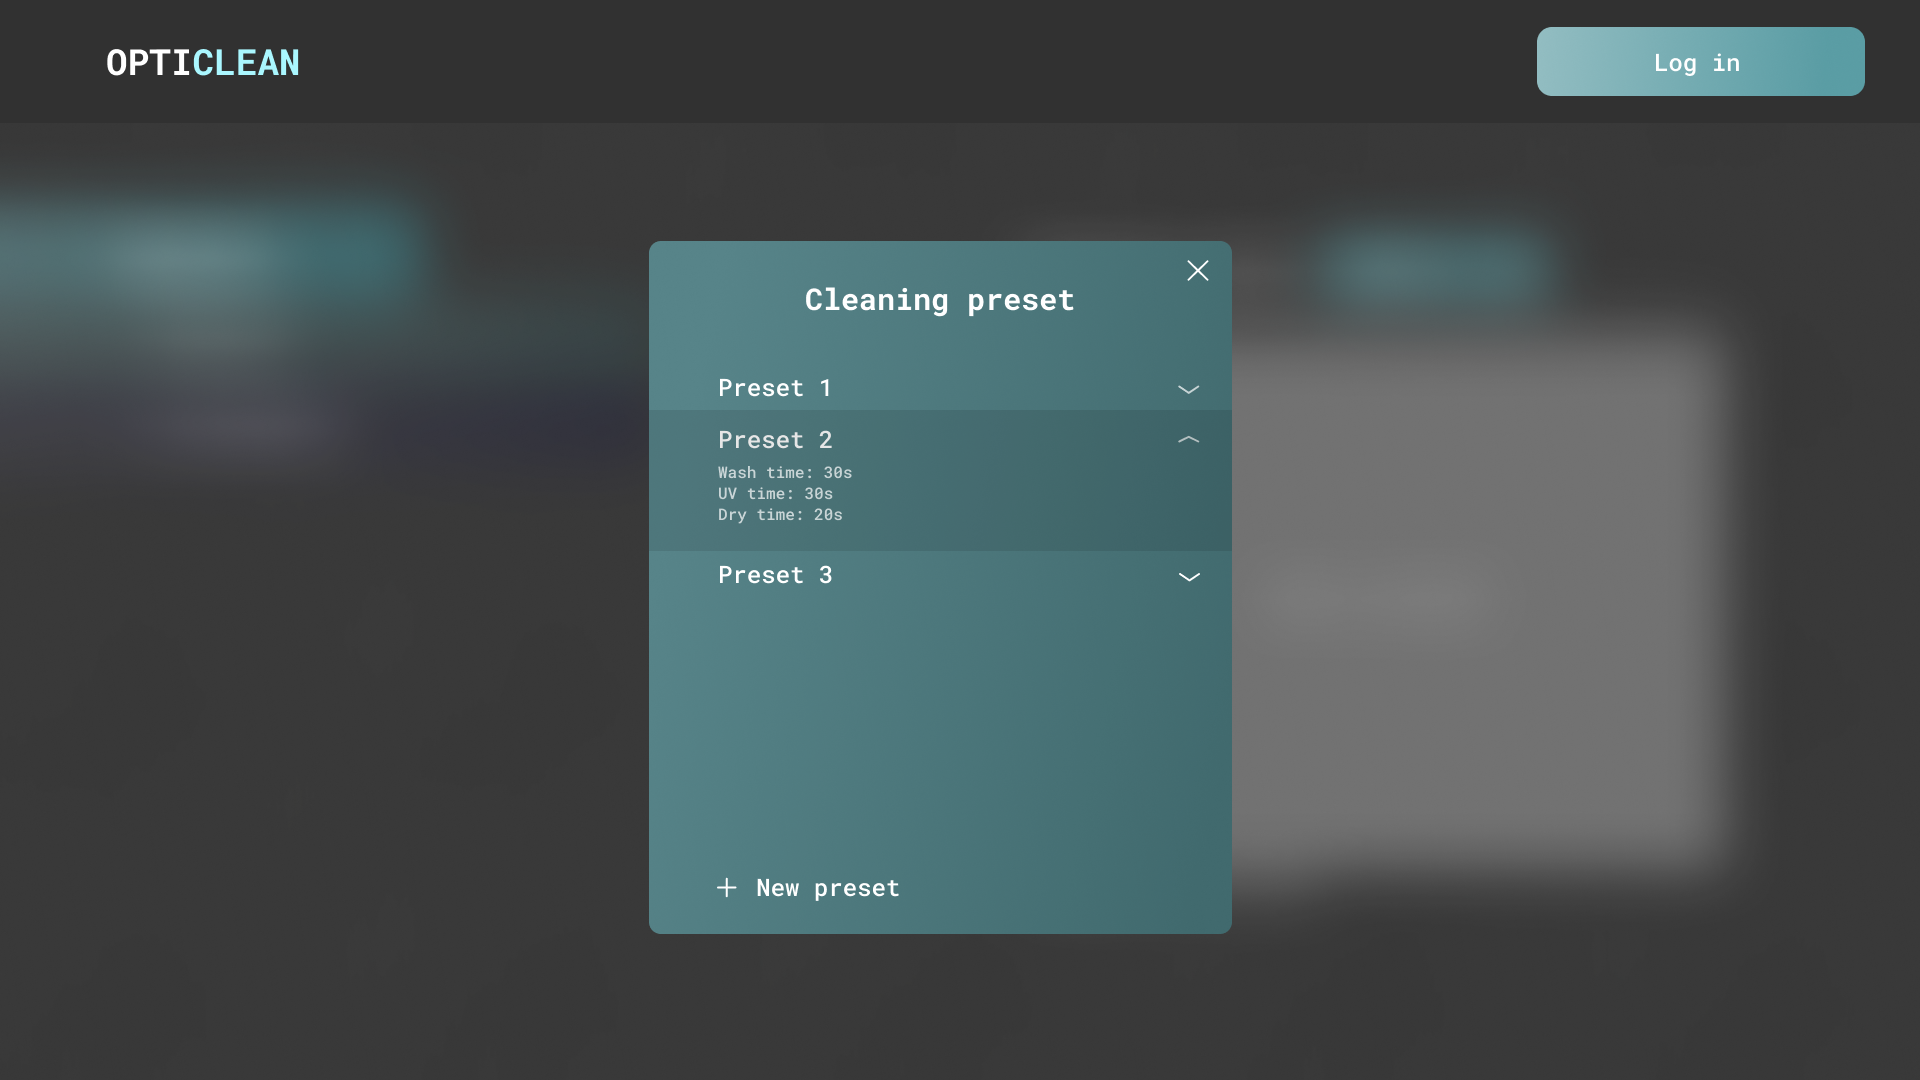 OPTICLEAN
Log in
Cleaning preset
Preset 1
Preset 2
Wash time: 30s
UV time: 30s
Dry time: 20s
Preset 3
New preset